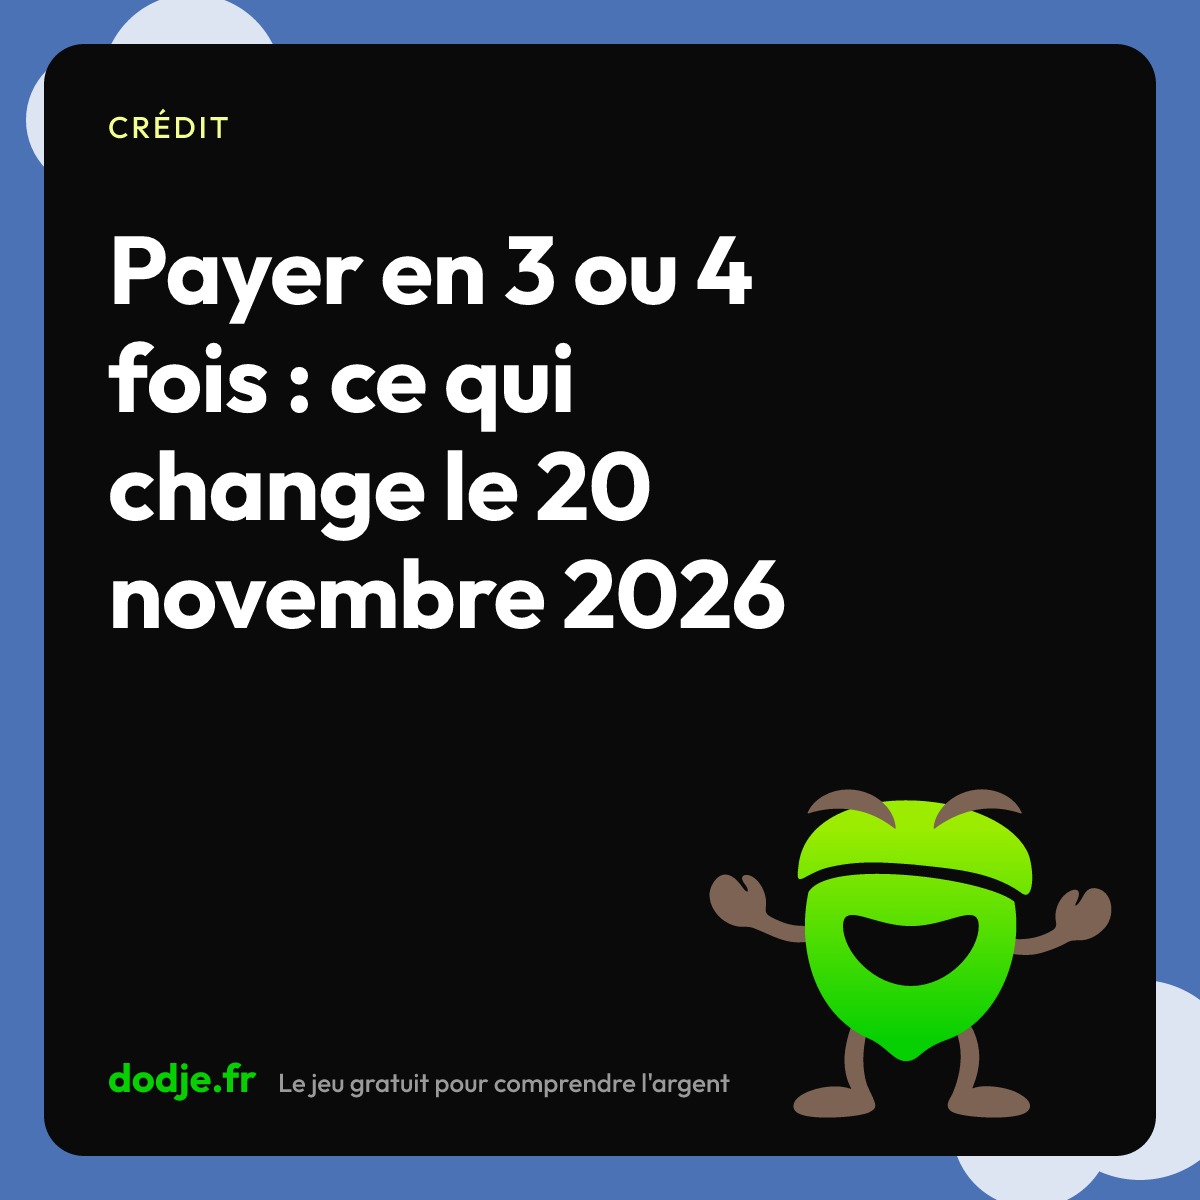 CRÉDIT
Payer en 3 ou 4
fois : ce qui
change le 20
novembre 2026
dodje.fr Le jeu gratuit pour comprendre l'argent